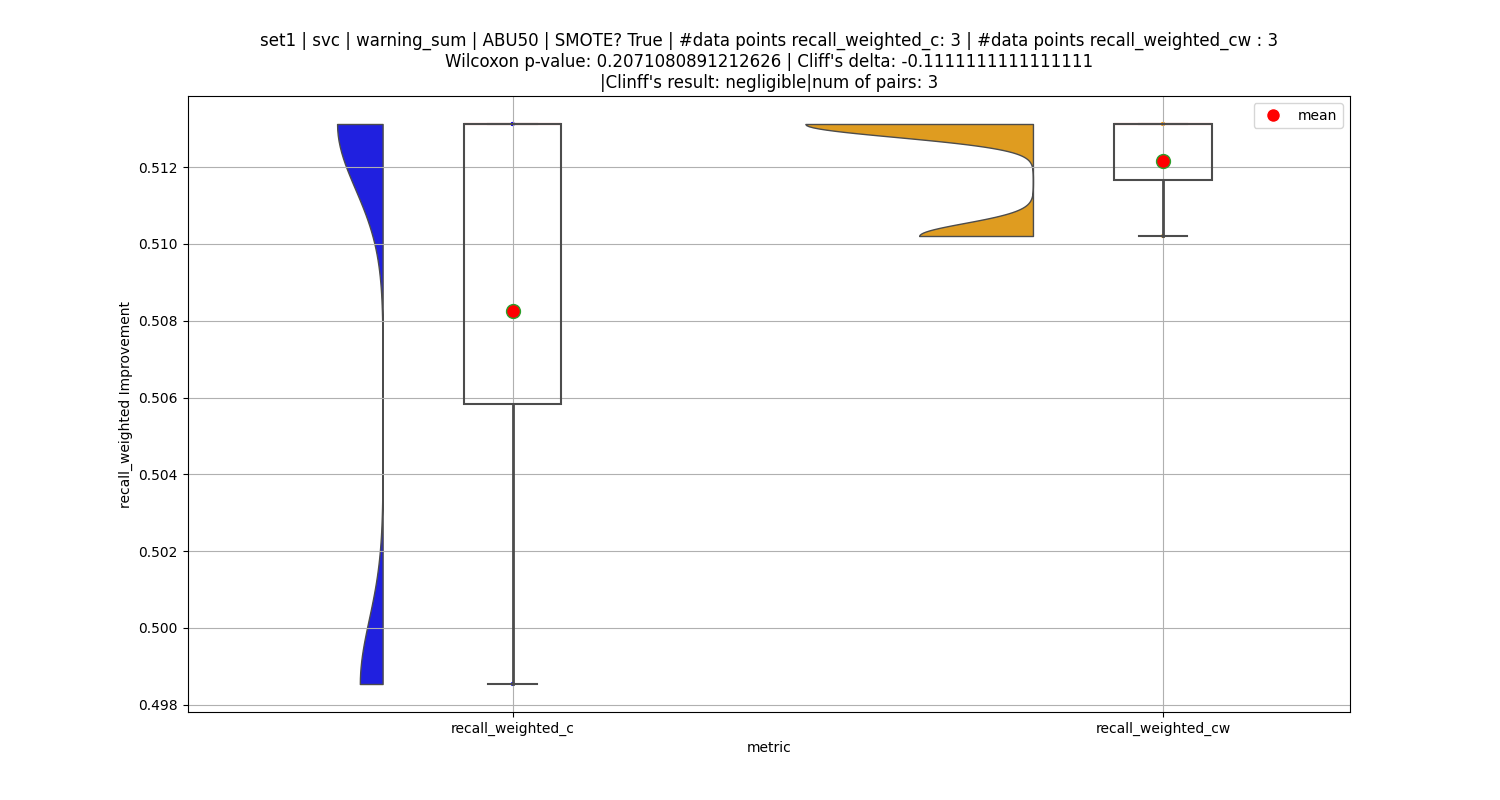 set1 | svc | warning_sum | ABU50 | SMOTE? True | #data points recall_weighted_c: 3 | #data points recall_weighted_cw : 3
Wilcoxon p-value: 0.2071080891212626 | Cliff's delta: -0.1111111111111111
|Clinff's result: negligible|num of pairs: 3
mean
0.512
0.510
0.508
0.506
0.504
0.502
0.500
0.498
recall_weighted Improvement
recall_weighted_c
recall_weighted_cw
metric